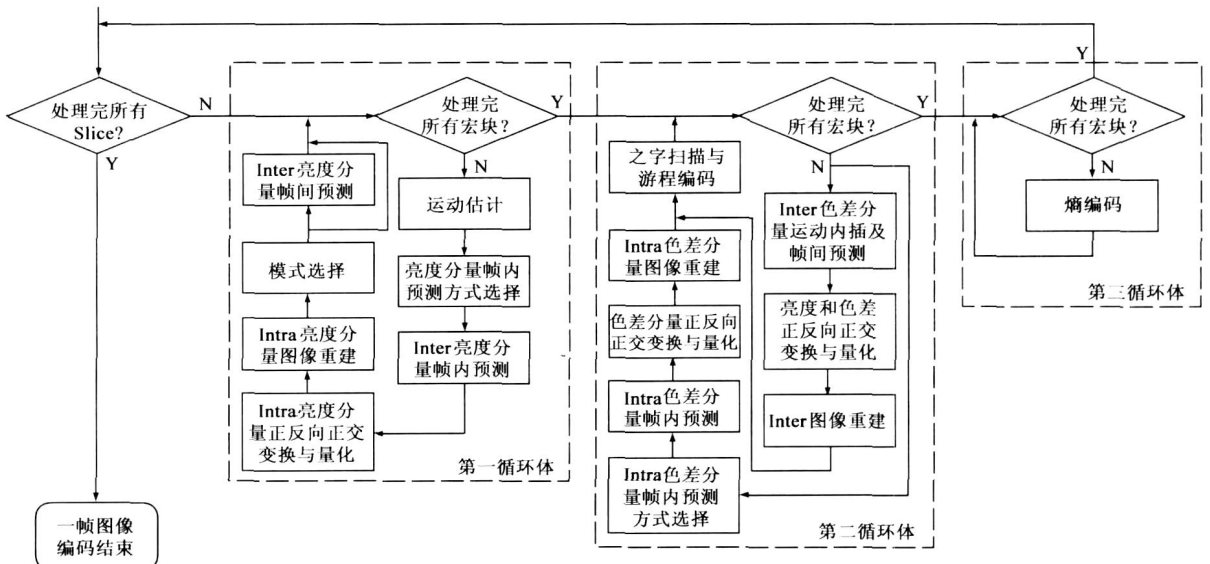 处理完所有
Slice?
N
Y
一帧图像
编码结束
处理完
所有宏块?
Y
N
运动估计
亮度分量帧内
预测方式选择
Inter亮度分
量帧内预测
Intra亮度分
量正反向正交
变换与量化
Intra亮度分
量图像重建
模式选择
Inter亮度分
量帧间预测
第一循环体
处理完
所有宏块?
Y
N
Inter色差分
量运动内插及
帧间预测
亮度和色差
正反向正交
变换与量化
Inter图像重建
Intra色差分
量帧内预测
方式选择
Intra色差分
量帧内预测
色差分量正反向
正交变换与量化
Intra色差分
量图像重建
之字扫描与
游程编码
第二循环体
处理完
所有宏块?
Y
N
熵编码
第三循环体